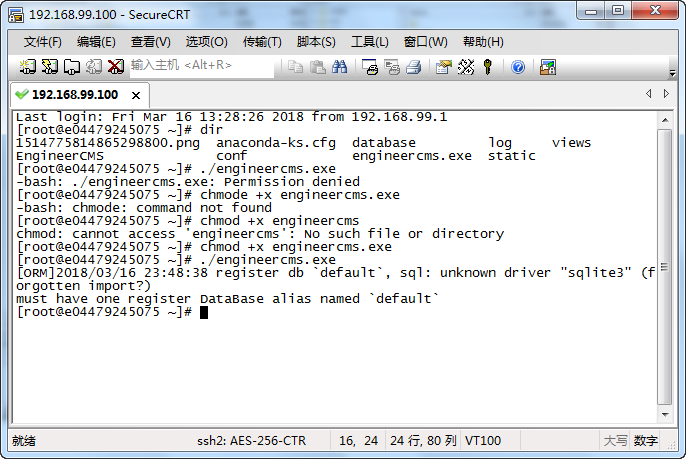 192.168.99.100 - SecureCRT
文件(F) 编辑(E) 查看(V) 选项(O) 传输(T) 脚本(S) 工具(L) 窗口(W) 帮助(H)
输入主机 <Alt+R>
192.168.99.100
Last login: Fri Mar 16 13:28:26 2018 from 192.168.99.1
[root@e04479245075 ~]# dir
1514775814865298800.png  anaconda-ks.cfg  database         log     views
EngineerCMS              conf             engineercms.exe  static
[root@e04479245075 ~]# ./engineercms.exe
-bash: ./engineercms.exe: Permission denied
[root@e04479245075 ~]# chmode +x engineercms.exe
-bash: chmode: command not found
[root@e04479245075 ~]# chmod +x engineercms
chmod: cannot access 'engineercms': No such file or directory
[root@e04479245075 ~]# chmod +x engineercms.exe
[root@e04479245075 ~]# ./engineercms.exe
[ORM]2018/03/16 23:48:38 register db `default`, sql: unknown driver "sqlite3" (f
orgotten import?)
must have one register DataBase alias named `default`
[root@e04479245075 ~]#
就绪 ssh2: AES-256-CTR 16, 24 24 行, 80 列 VT100 大写 数字